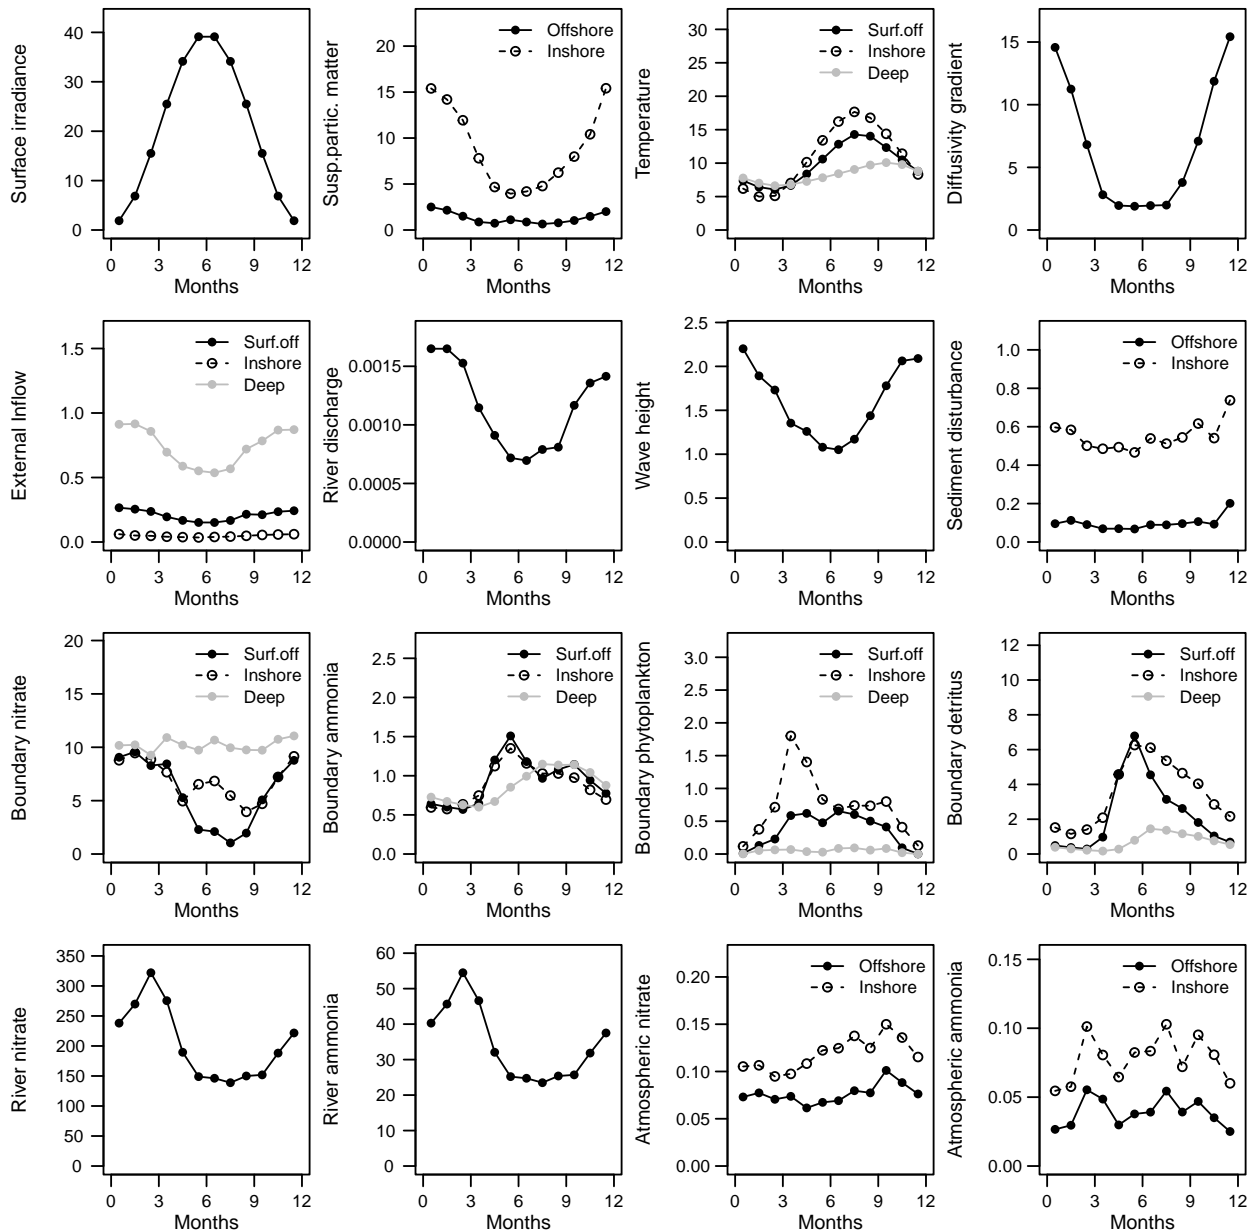 Surface irradiance
40
30
20
10
0
0 3 6 9 12
Months
Susp.partic. matter
20
15
10
5
0
Offshore
Inshore
0 3 6 9 12
Months
Temperature
30
25
20
15
10
5
0
Surf.off
Inshore
Deep
0 3 6 9 12
Months
Diffusivity gradient
15
10
5
0
0 3 6 9 12
Months
External Inflow
1.5
1.0
0.5
0.0
Surf.off
Inshore
Deep
0 3 6 9 12
Months
River discharge
0.0015
0.0010
0.0005
0.0000
0 3 6 9 12
Months
Wave height
2.5
2.0
1.5
1.0
0.5
0.0
0 3 6 9 12
Months
Sediment disturbance
1.0
0.8
0.6
0.4
0.2
0.0
Offshore
Inshore
0 3 6 9 12
Months
Boundary nitrate
20
15
10
5
0
Surf.off
Inshore
Deep
0 3 6 9 12
Months
Boundary ammonia
2.5
2.0
1.5
1.0
0.5
0.0
Surf.off
Inshore
Deep
0 3 6 9 12
Months
Boundary phytoplankton
3.0
2.5
2.0
1.5
1.0
0.5
0.0
Surf.off
Inshore
Deep
0 3 6 9 12
Months
Boundary detritus
12
10
8
6
4
2
0
Surf.off
Inshore
Deep
0 3 6 9 12
Months
River nitrate
350
300
250
200
150
100
50
0
0 3 6 9 12
Months
River ammonia
60
50
40
30
20
10
0
0 3 6 9 12
Months
Atmospheric nitrate
0.20
0.15
0.10
0.05
0.00
Offshore
Inshore
0 3 6 9 12
Months
Atmospheric ammonia
0.15
0.10
0.05
0.00
Offshore
Inshore
0 3 6 9 12
Months